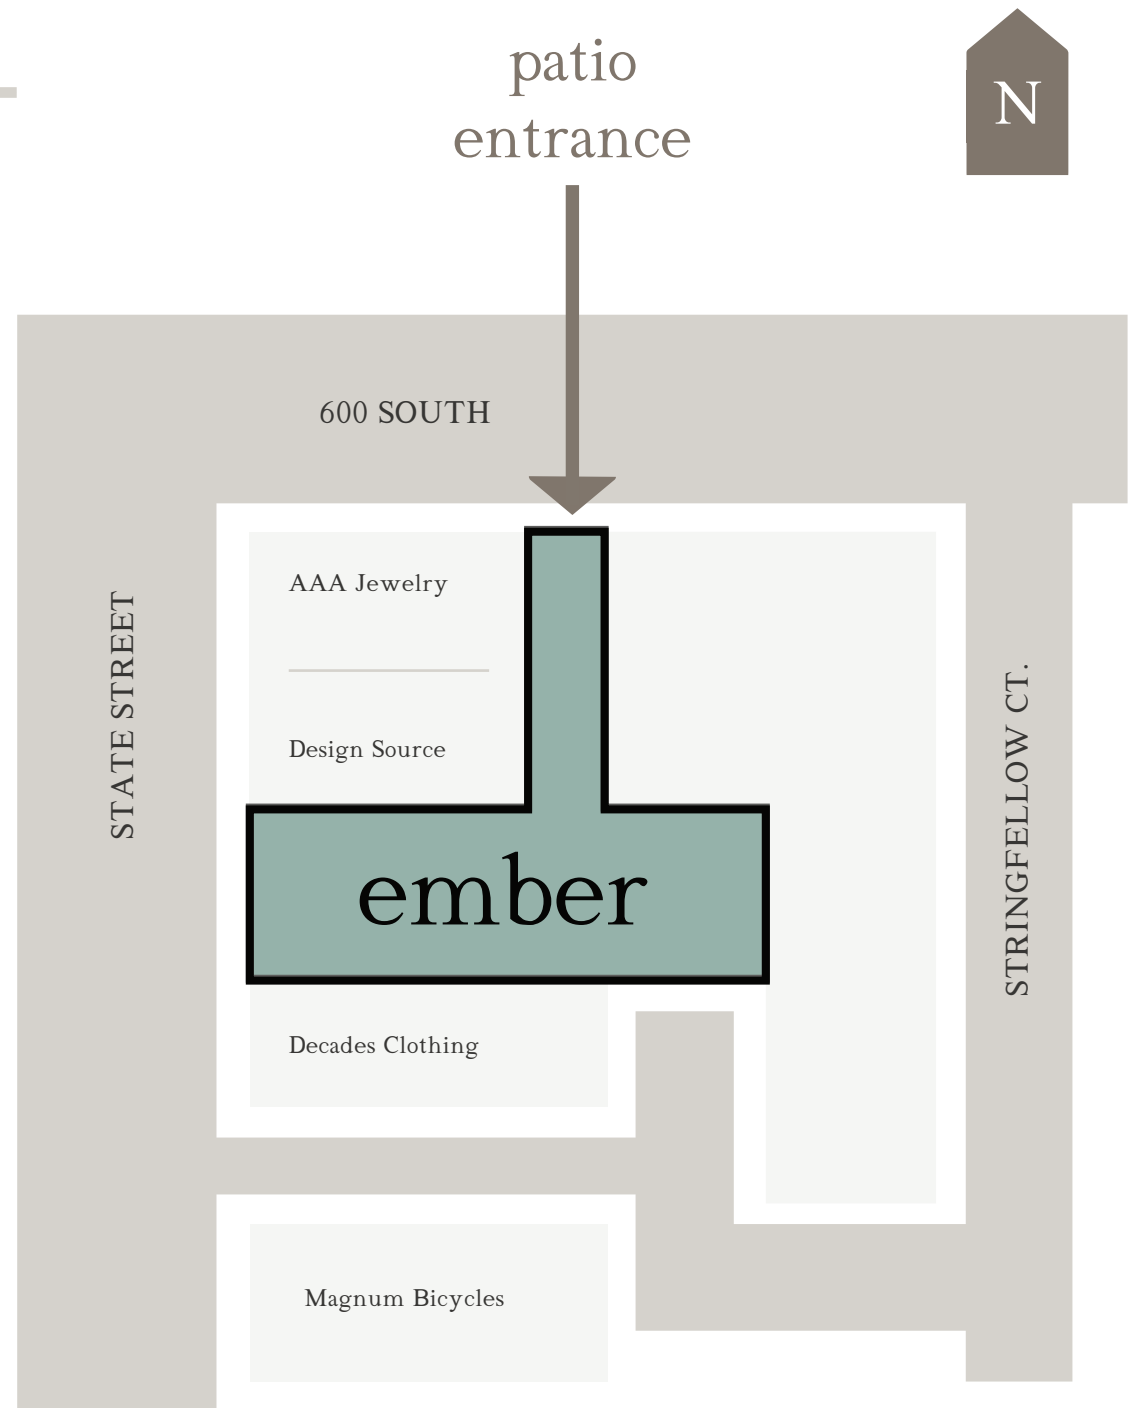 patio
entrance
N
600 SOUTH
AAA Jewelry
STATE STREET
Design Source
STRINGFELLOW CT.
ember
Decades Clothing
Magnum Bicycles